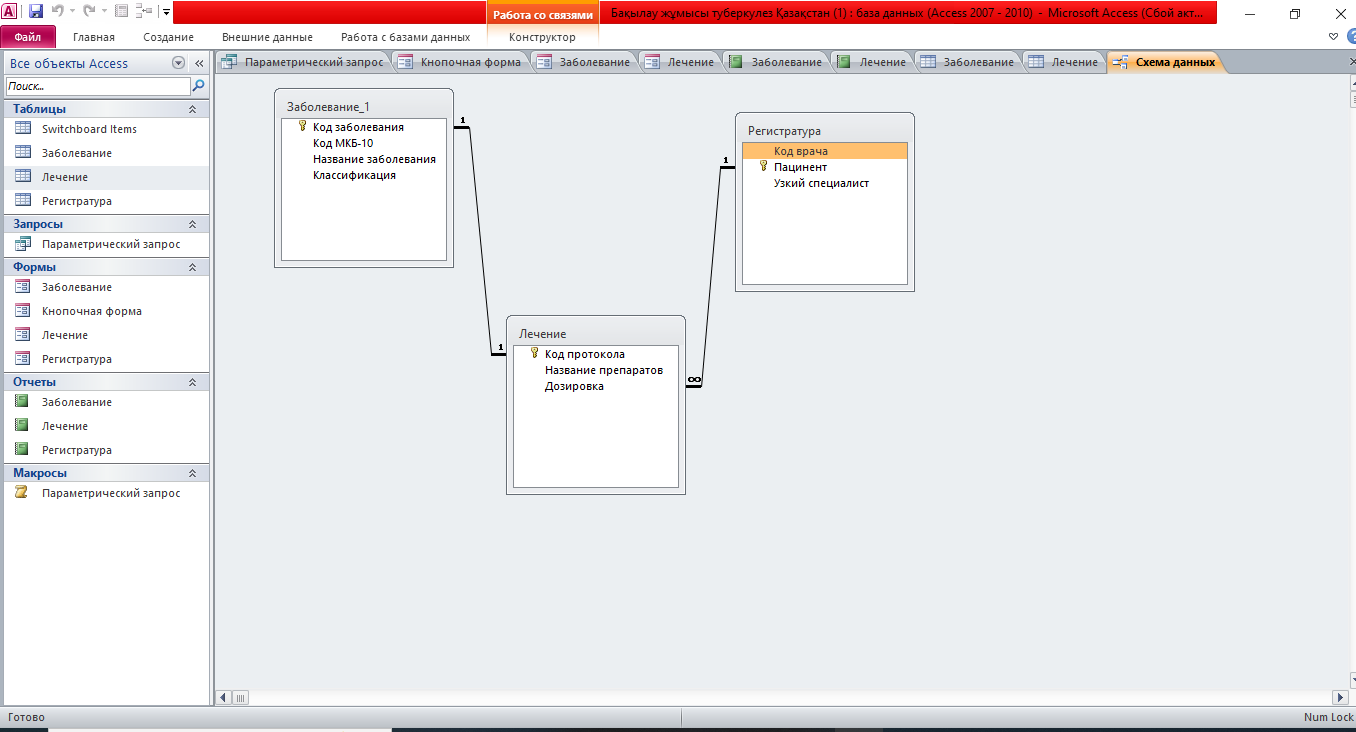 Работа со связями
Бақылау жұмысы туберкулез Қазақстан (1) : база данных (Access 2007 - 2010) - Microsoft Access (Сбой акт...
Файл
Главная
Создание
Внешние данные
Работа с базами данных
Конструктор
Все объекты Access
Поиск...
Таблицы
Switchboard Items
Заболевание
Лечение
Регистратура
Запросы
Параметрический запрос
Формы
Заболевание
Кнопочная форма
Лечение
Регистратура
Отчеты
Заболевание
Лечение
Регистратура
Макросы
Параметрический запрос
Параметрический запрос
Кнопочная форма
Заболевание
Лечение
Заболевание
Лечение
Заболевание
Лечение
Схема данных
Заболевание_1
Код заболевания
Код МКБ-10
Название заболевания
Классификация
1
1
Лечение
Код протокола
Название препаратов
Дозировка
∞
1
Регистратура
Код врача
Пацинент
Узкий специалист
Готово
Num Lock